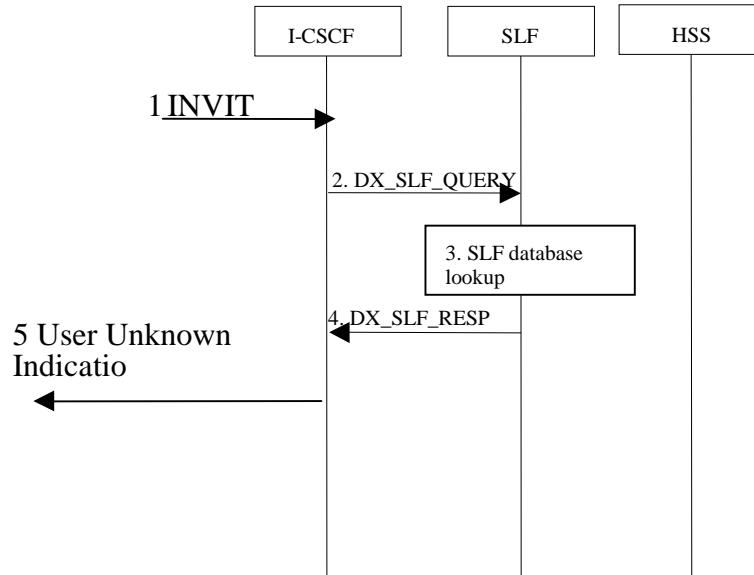 I-CSCF
SLF
HSS
1 INVIT
2. DX_SLF_QUERY
3. SLF database
lookup
4. DX_SLF_RESP
5 User Unknown
Indicatio